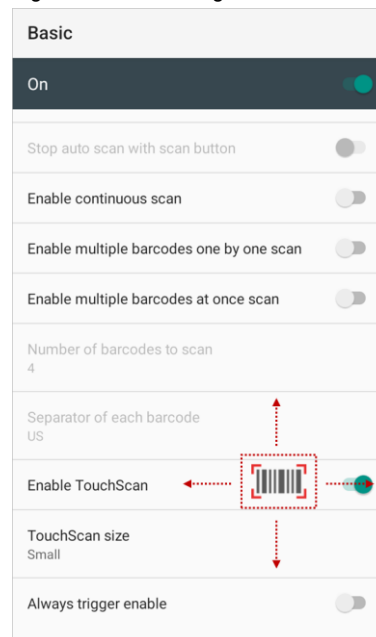 Basic
On
Stop auto scan with scan button
Enable continuous scan
Enable multiple barcodes one by one scan
Enable multiple barcodes at once scan
Number of barcodes to scan
4
Separator of each barcode
US
Enable TouchScan
TouchScan size
Small
Always trigger enable